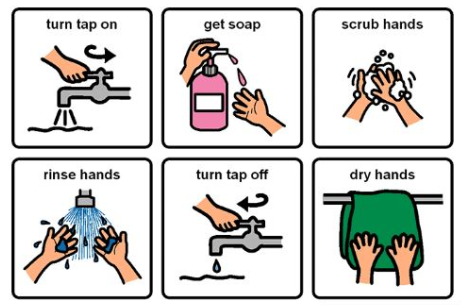 turn tap on
get soap
scrub hands
rinse hands
turn tap off
dry hands